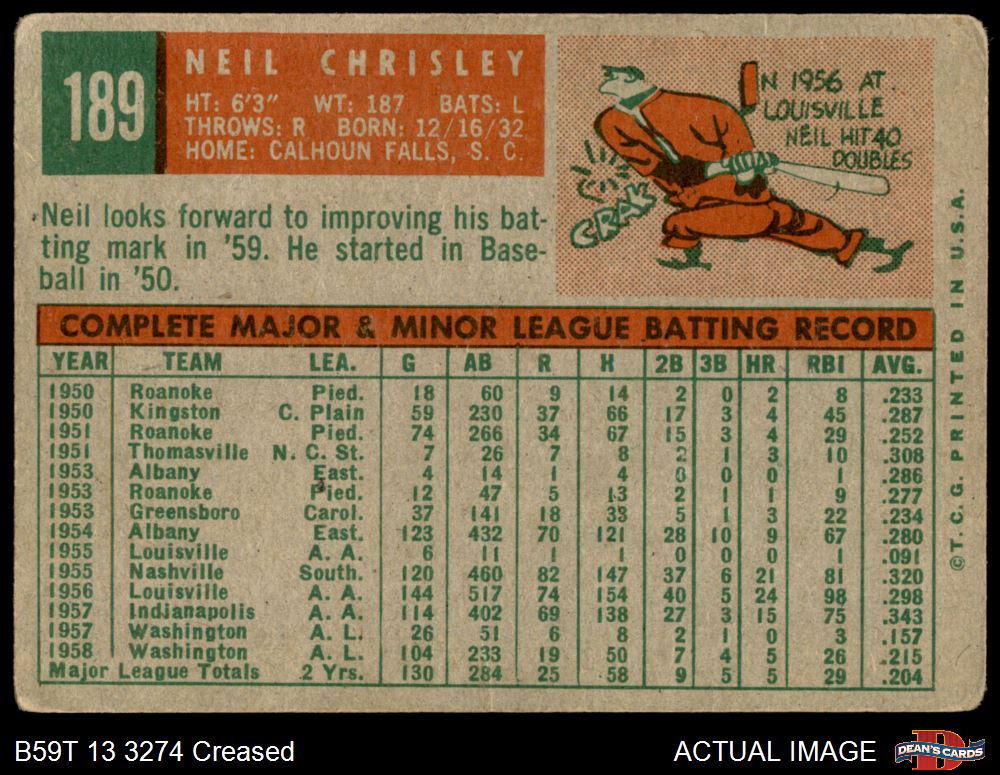 189
NEIL CHRISLEY
HT: 6'3" WT: 187 BATS: L
THROWS: R BORN: 12/16/32
HOME: CALHOUN FALLS, S. C.
IN 1956 AT
LOUISVILLE
NEIL HIT 40
DOUBLES
CRAK
Neil looks forward to improving his bat-
ting mark in '59. He started in Base-
ball in '50.
COMPLETE MAJOR & MINOR LEAGUE BATTING RECORD
YEAR TEAM LEA. G AB R H 2B 3B HR RBI AVG.
1950 Roanoke Pied. 18 60 9 14 2 0 2 8 .233
1950 Kingston C. Plain 59 230 37 66 17 3 4 45 .287
1951 Roanoke Pied. 74 266 34 67 15 3 4 29 .252
1951 Thomasville N. C. St. 7 26 7 8 2 1 3 10 .308
1953 Albany East. 4 14 1 4 0 0 0 1 .286
1953 Roanoke Pied. 12 47 5 13 2 1 1 9 .277
1953 Greensboro Carol. 37 141 18 33 5 1 3 22 .234
1954 Albany East. 123 432 70 121 28 10 9 67 .280
1955 Louisville A. A. 6 11 1 1 0 0 0 1 .091
1955 Nashville South. 120 460 82 147 37 6 21 81 .320
1956 Louisville A. A. 144 517 74 154 40 5 24 98 .298
1957 Indianapolis A. A. 114 402 69 138 27 3 15 75 .343
1957 Washington A. L. 26 51 6 8 2 1 0 3 .157
1958 Washington A. L. 104 233 19 50 7 4 5 26 .215
Major League Totals 2 Yrs. 130 284 25 58 9 5 5 29 .204
©T. C. G. PRINTED IN U.S.A.
B59T 13 3274 Creased
ACTUAL IMAGE
DEAN'S CARDS